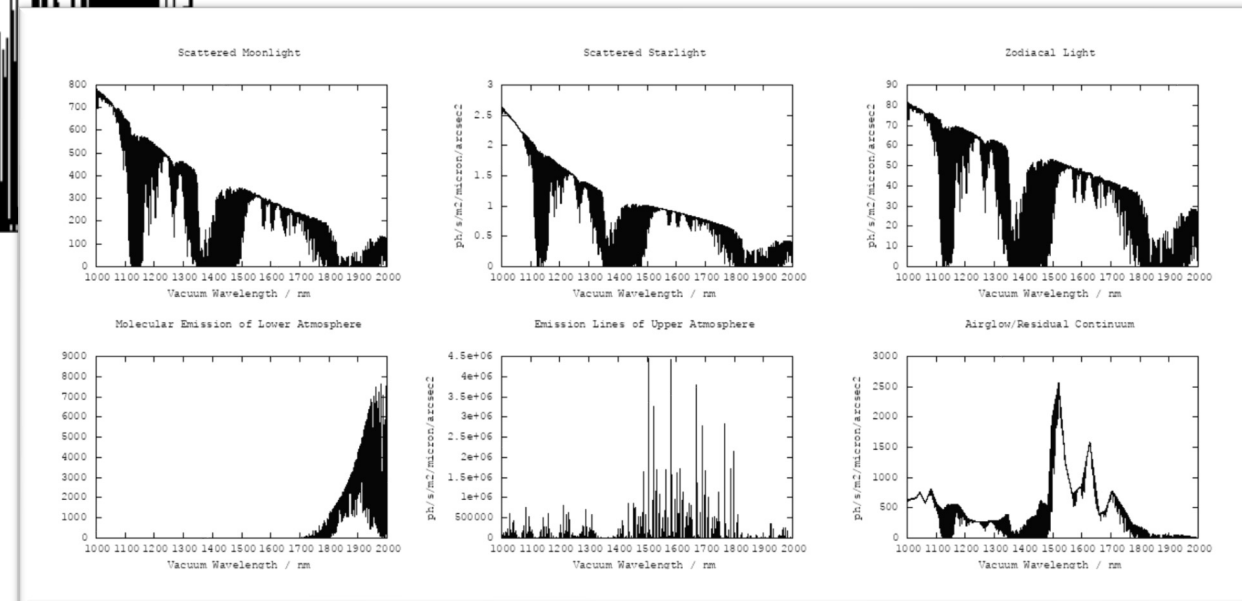 Scattered Moonlight
800
700
600
500
400
300
200
100
0
1000 1100 1200 1300 1400 1500 1600 1700 1800 1900 2000
Vacuum Wavelength / nm
Scattered Starlight
ph/s/m2/micron/arcsec2
3
2.5
2
1.5
1
0.5
0
1000 1100 1200 1300 1400 1500 1600 1700 1800 1900 2000
Vacuum Wavelength / nm
Zodiacal Light
ph/s/m2/micron/arcsec2
90
80
70
60
50
40
30
20
10
0
1000 1100 1200 1300 1400 1500 1600 1700 1800 1900 2000
Vacuum Wavelength / nm
Molecular Emission of Lower Atmosphere
9000
8000
7000
6000
5000
4000
3000
2000
1000
0
1000 1100 1200 1300 1400 1500 1600 1700 1800 1900 2000
Vacuum Wavelength / nm
Emission Lines of Upper Atmosphere
ph/s/m2/micron/arcsec2
4.5e+06
4e+06
3.5e+06
3e+06
2.5e+06
2e+06
1.5e+06
1e+06
500000
0
1000 1100 1200 1300 1400 1500 1600 1700 1800 1900 2000
Vacuum Wavelength / nm
Airglow/Residual Continuum
ph/s/m2/micron/arcsec2
3000
2500
2000
1500
1000
500
0
1000 1100 1200 1300 1400 1500 1600 1700 1800 1900 2000
Vacuum Wavelength / nm